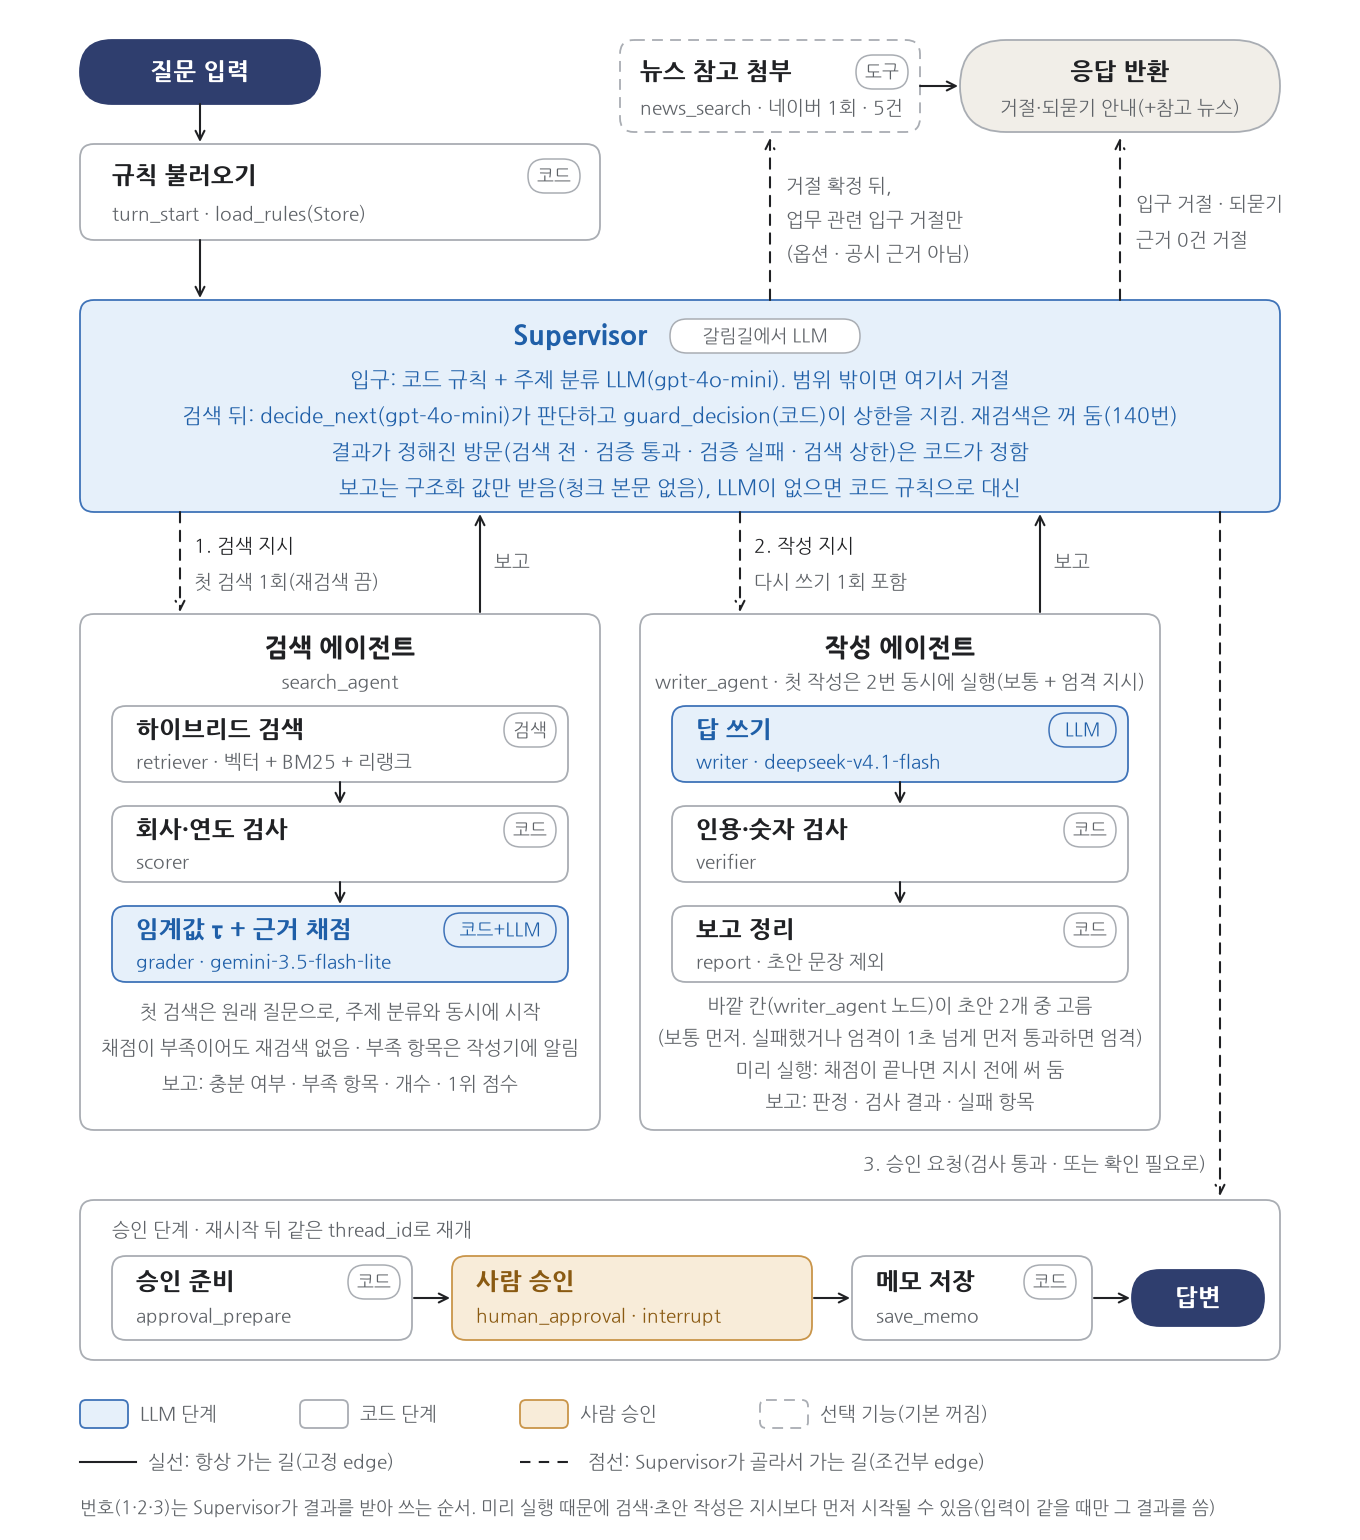 질문 입력
뉴스 참고 첨부
도구
news_search · 네이버 1회 · 5건
응답 반환
거절·되묻기 안내(+참고 뉴스)
규칙 불러오기
코드
turn_start · load_rules(Store)
거절 확정 뒤,
업무 관련 입구 거절만
(옵션 · 공시 근거 아님)
입구 거절 · 되묻기
근거 0건 거절
Supervisor
갈림길에서 LLM
입구: 코드 규칙 + 주제 분류 LLM(gpt-4o-mini). 범위 밖이면 여기서 거절
검색 뒤: decide_next(gpt-4o-mini)가 판단하고 guard_decision(코드)이 상한을 지킴. 재검색은 꺼 둠(140번)
결과가 정해진 방문(검색 전 · 검증 통과 · 검증 실패 · 검색 상한)은 코드가 정함
보고는 구조화 값만 받음(청크 본문 없음), LLM이 없으면 코드 규칙으로 대신
1. 검색 지시
첫 검색 1회(재검색 끔)
보고
2. 작성 지시
다시 쓰기 1회 포함
보고
검색 에이전트
search_agent
하이브리드 검색
검색
retriever · 벡터 + BM25 + 리랭크
회사·연도 검사
코드
scorer
임계값 τ + 근거 채점
코드+LLM
grader · gemini-3.5-flash-lite
첫 검색은 원래 질문으로, 주제 분류와 동시에 시작
채점이 부족이어도 재검색 없음 · 부족 항목은 작성기에 알림
보고: 충분 여부 · 부족 항목 · 개수 · 1위 점수
작성 에이전트
writer_agent · 첫 작성은 2번 동시에 실행(보통 + 엄격 지시)
답 쓰기
LLM
writer · deepseek-v4.1-flash
인용·숫자 검사
코드
verifier
보고 정리
코드
report · 초안 문장 제외
바깥 칸(writer_agent 노드)이 초안 2개 중 고름
(보통 먼저. 실패했거나 엄격이 1초 넘게 먼저 통과하면 엄격)
미리 실행: 채점이 끝나면 지시 전에 써 둠
보고: 판정 · 검사 결과 · 실패 항목
3. 승인 요청(검사 통과 · 또는 확인 필요로)
승인 단계 · 재시작 뒤 같은 thread_id로 재개
승인 준비
코드
approval_prepare
사람 승인
human_approval · interrupt
메모 저장
코드
save_memo
답변
LLM 단계
코드 단계
사람 승인
선택 기능(기본 꺼짐)
실선: 항상 가는 길(고정 edge)
점선: Supervisor가 골라서 가는 길(조건부 edge)
번호(1·2·3)는 Supervisor가 결과를 받아 쓰는 순서. 미리 실행 때문에 검색·초안 작성은 지시보다 먼저 시작될 수 있음(입력이 같을 때만 그 결과를 씀)